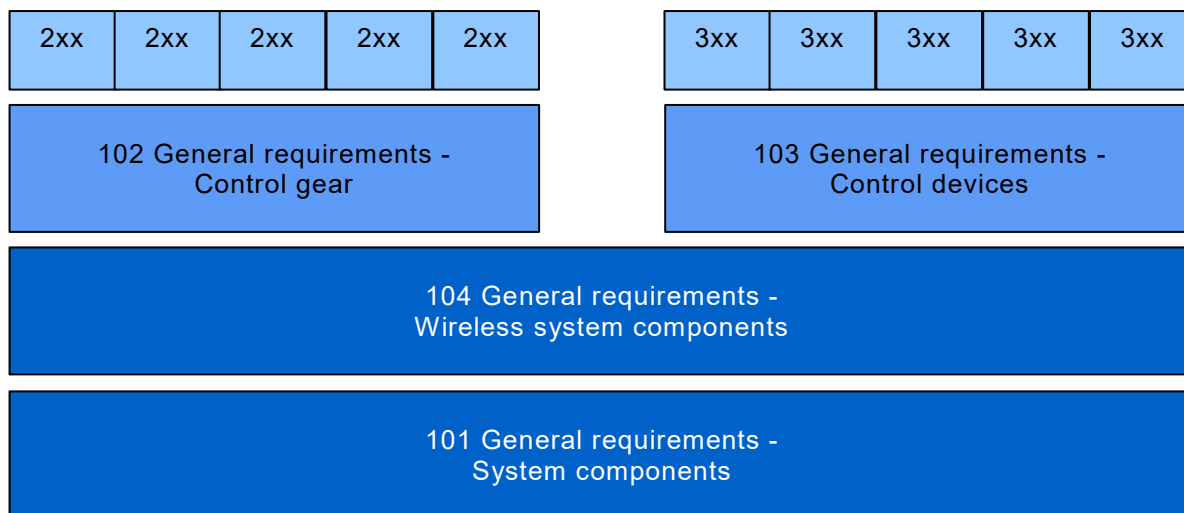 2xx 2xx 2xx 2xx 2xx 3xx 3xx 3xx 3xx 3xx
102 General requirements -
Control gear
103 General requirements -
Control devices
104 General requirements -
Wireless system components
101 General requirements -
System components